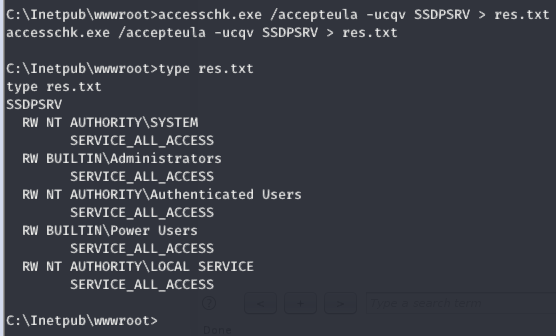 C:\Inetpub\wwwroot>accesschk.exe /accepteula -ucqv SSDPSRV > res.txt
accesschk.exe /accepteula -ucqv SSDPSRV > res.txt
C:\Inetpub\wwwroot>type res.txt
type res.txt
SSDPSRV
RW NT AUTHORITY\SYSTEM
SERVICE_ALL_ACCESS
RW BUILTIN\Administrators
SERVICE_ALL_ACCESS
RW NT AUTHORITY\Authenticated Users
SERVICE_ALL_ACCESS
RW BUILTIN\Power Users
SERVICE_ALL_ACCESS
RW NT AUTHORITY\LOCAL SERVICE
SERVICE_ALL_ACCESS
C:\Inetpub\wwwroot>
Done